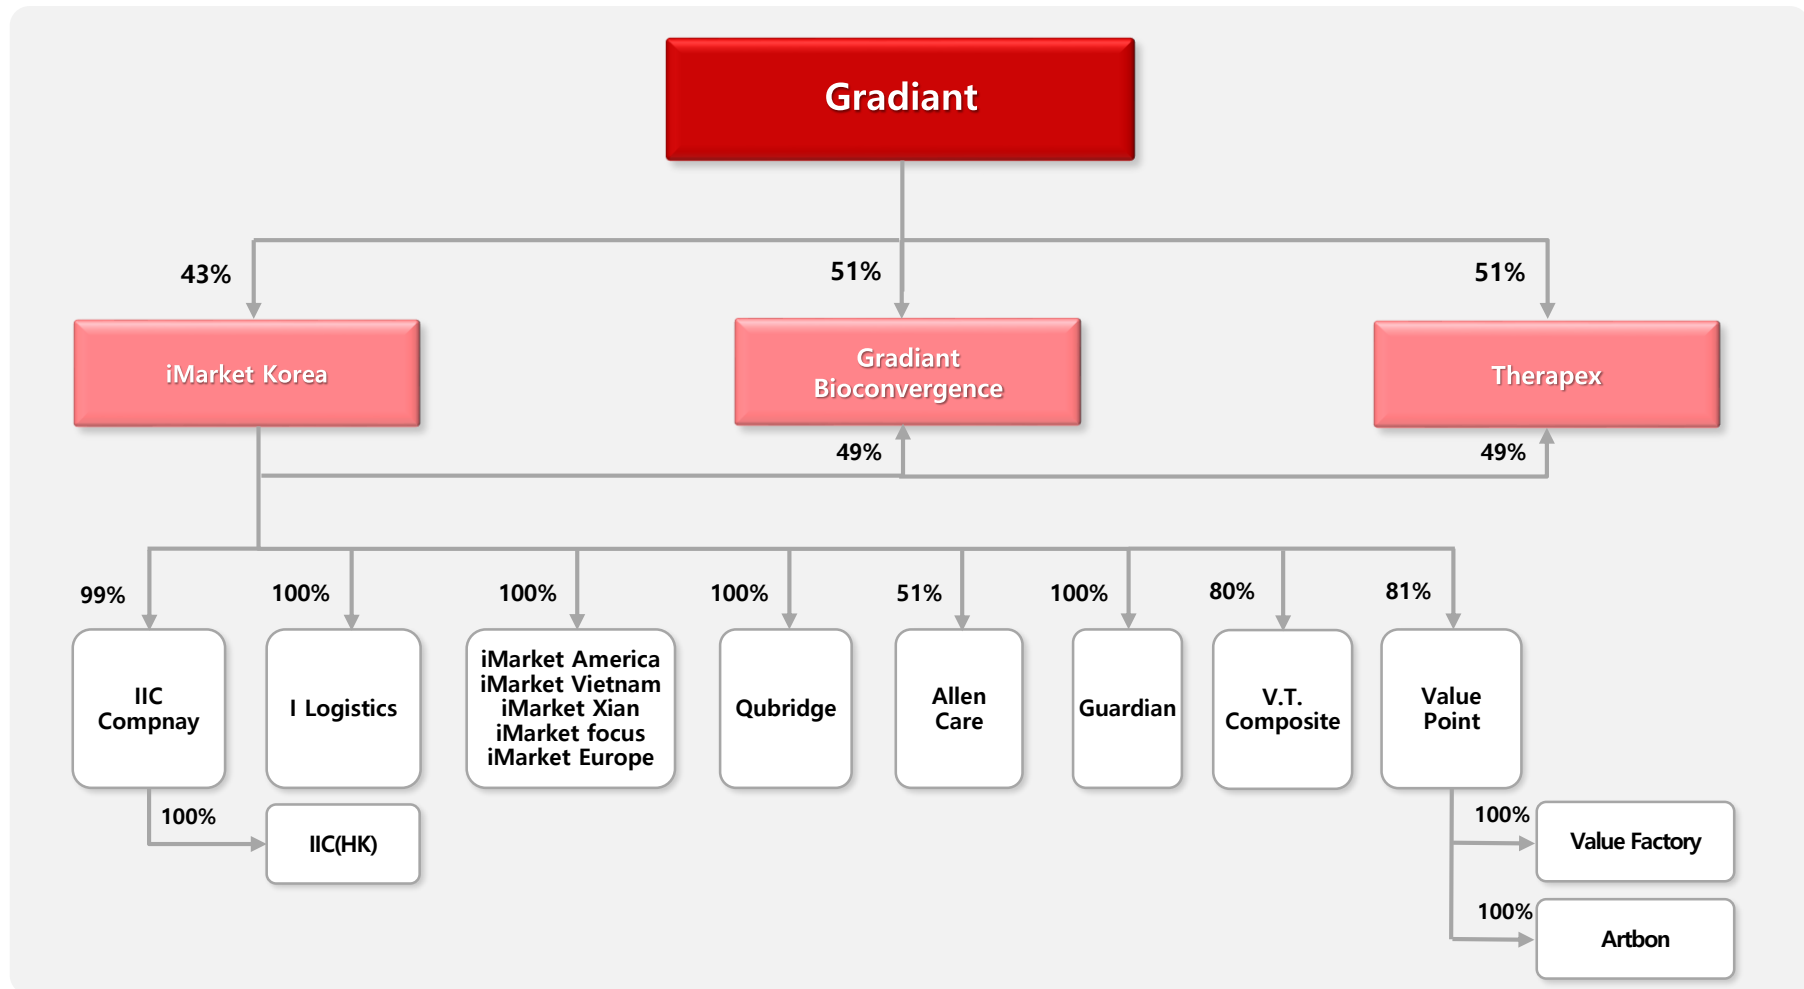 Gradiant
43%
51%
51%
iMarket Korea
Gradiant
Bioconvergence
Therapex
49%
49%
99%
100%
100%
100%
51%
100%
80%
81%
IIC
Compnay
I Logistics
iMarket America
iMarket Vietnam
iMarket Xian
iMarket focus
iMarket Europe
Qubridge
Allen
Care
Guardian
V.T.
Composite
Value
Point
100%
IIC(HK)
100%
Value Factory
100%
Artbon